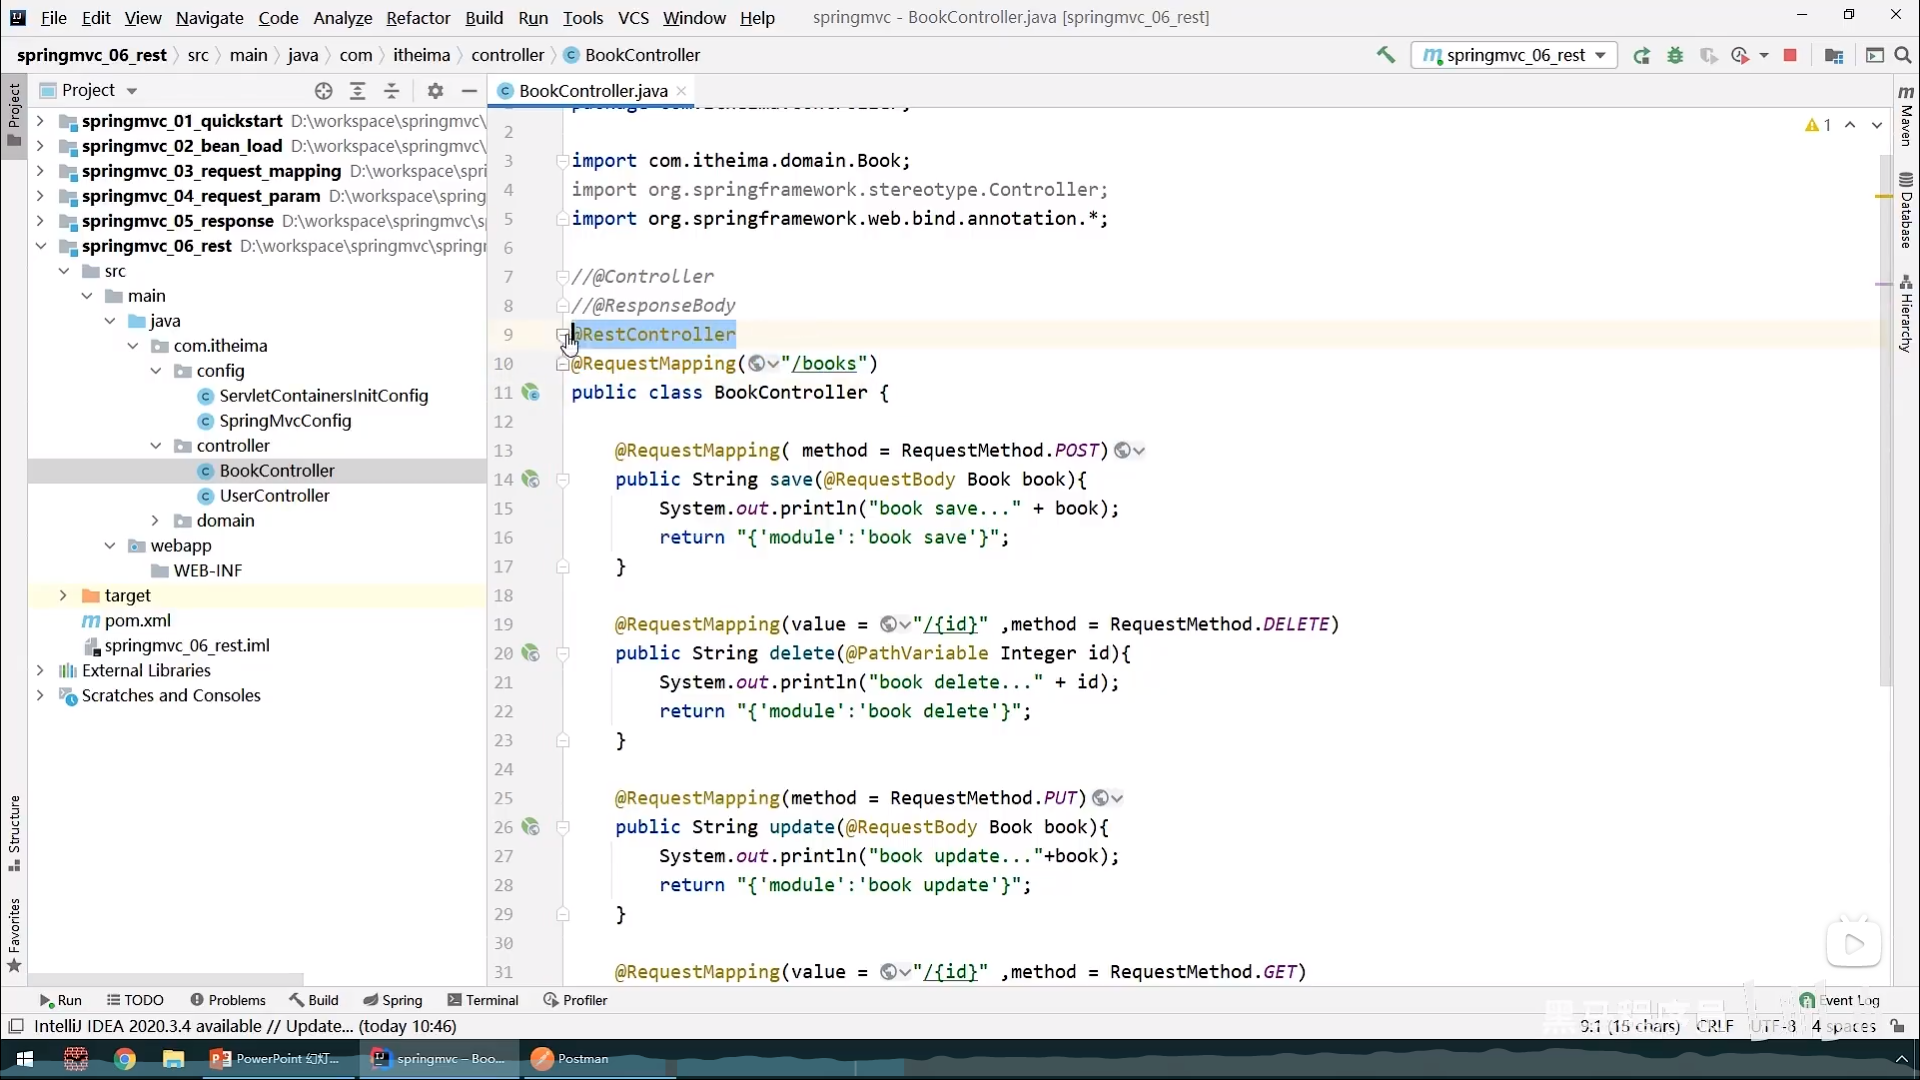 File Edit View Navigate Code Analyze Refactor Build Run Tools VCS Window Help springmvc - BookController.java [springmvc_06_rest]
springmvc_06_rest src main java com itheima controller BookController springmvc_06_rest
Project BookController.java
springmvc_01_quickstart D:\workspace\springmvc\
springmvc_02_bean_load D:\workspace\springmvc\
springmvc_03_request_mapping D:\workspace\spri
springmvc_04_request_param D:\workspace\sprin
springmvc_05_response D:\workspace\springmvc\s
springmvc_06_rest D:\workspace\springmvc\spring
src
main
java
com.itheima
config
ServletContainersInitConfig
SpringMvcConfig
controller
BookController
UserController
domain
webapp
WEB-INF
target
pom.xml
springmvc_06_rest.iml
External Libraries
Scratches and Consoles
Project
Structure
Favorites
2
3 import com.itheima.domain.Book;
4 import org.springframework.stereotype.Controller;
5 import org.springframework.web.bind.annotation.*;
6
7 //@Controller
8 //@ResponseBody
9 @RestController
10 @RequestMapping("/books")
11 public class BookController {
12
13 @RequestMapping( method = RequestMethod.POST)
14 public String save(@RequestBody Book book){
15 System.out.println("book save..." + book);
16 return "{'module':'book save'}";
17 }
18
19 @RequestMapping(value = "/{id}" ,method = RequestMethod.DELETE)
20 public String delete(@PathVariable Integer id){
21 System.out.println("book delete..." + id);
22 return "{'module':'book delete'}";
23 }
24
25 @RequestMapping(method = RequestMethod.PUT)
26 public String update(@RequestBody Book book){
27 System.out.println("book update..."+book);
28 return "{'module':'book update'}";
29 }
30
31 @RequestMapping(value = "/{id}" ,method = RequestMethod.GET)
1
Maven
Database
Hierarchy
Run TODO Problems Build Spring Terminal Profiler Event Log
IntelliJ IDEA 2020.3.4 available // Update... (today 10:46) 9:1 (15 chars) CRLF UTF-8 4 spaces
黑马程序员
PowerPoint 幻灯... springmvc – Boo... Postman